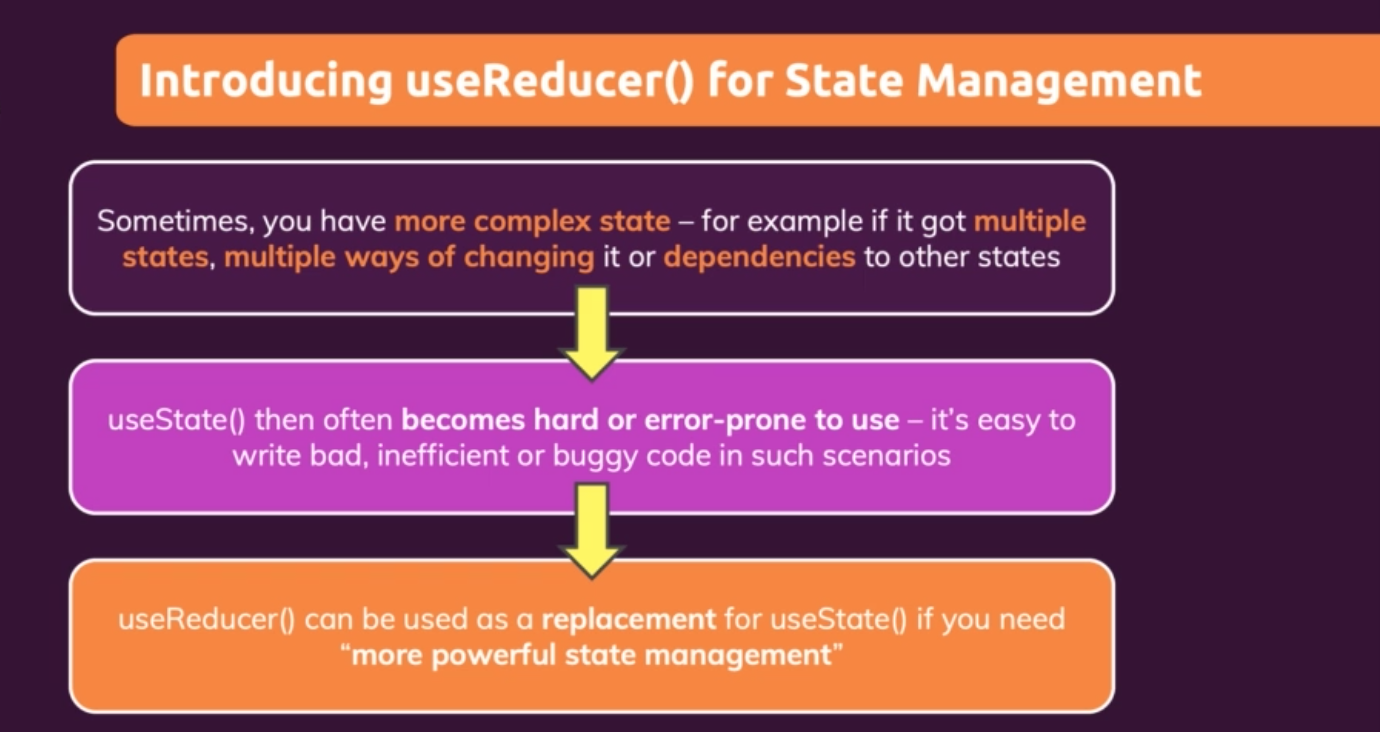 Introducing useReducer() for State Management
Sometimes, you have more complex state – for example if it got multiple
states, multiple ways of changing it or dependencies to other states
useState() then often becomes hard or error-prone to use – it’s easy to
write bad, inefficient or buggy code in such scenarios
useReducer() can be used as a replacement for useState() if you need
“more powerful state management”